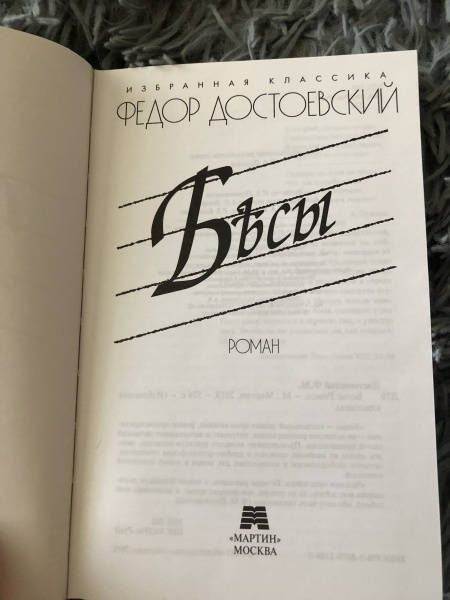 ИЗБРАННАЯ КЛАССИКА
ФЕДОР ДОСТОЕВСКИЙ
Бѣсы
РОМАН
«МАРТИН»
МОСКВА